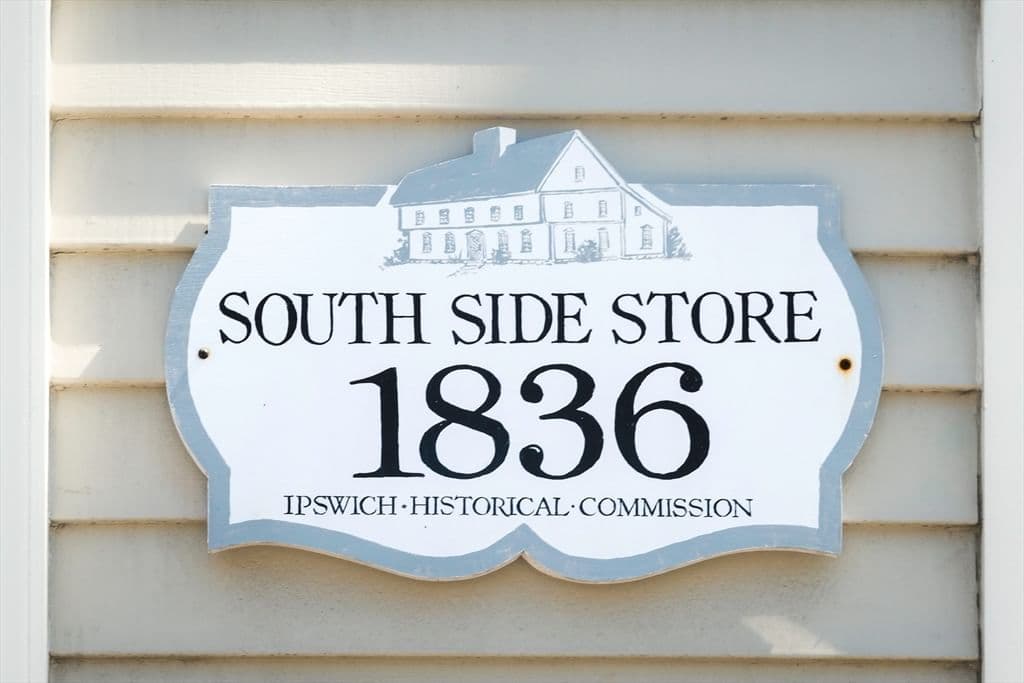 SOUTH SIDE STORE
1836
IPSWICH·HISTORICAL·COMMISSION